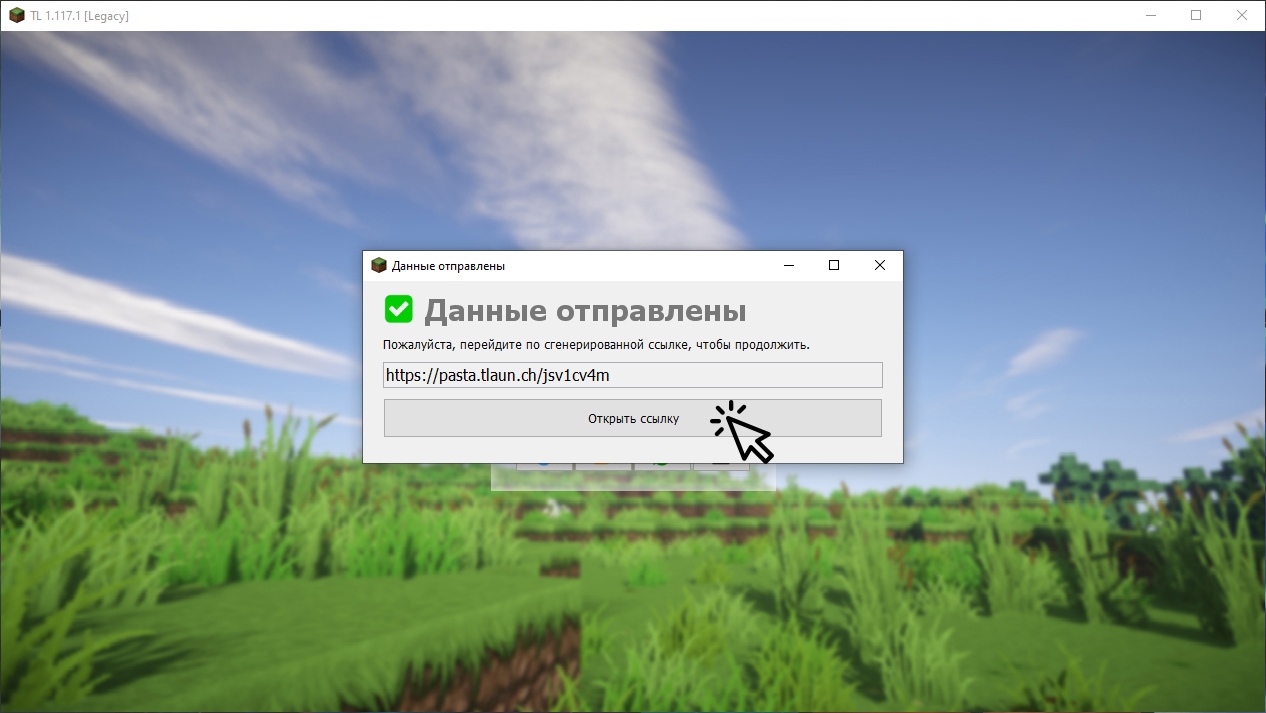 TL 1.117.1 [Legacy]
Данные отправлены
Данные отправлены
Пожалуйста, перейдите по сгенерированной ссылке, чтобы продолжить.
https://pasta.tlaun.ch/jsv1cv4m
Открыть ссылку